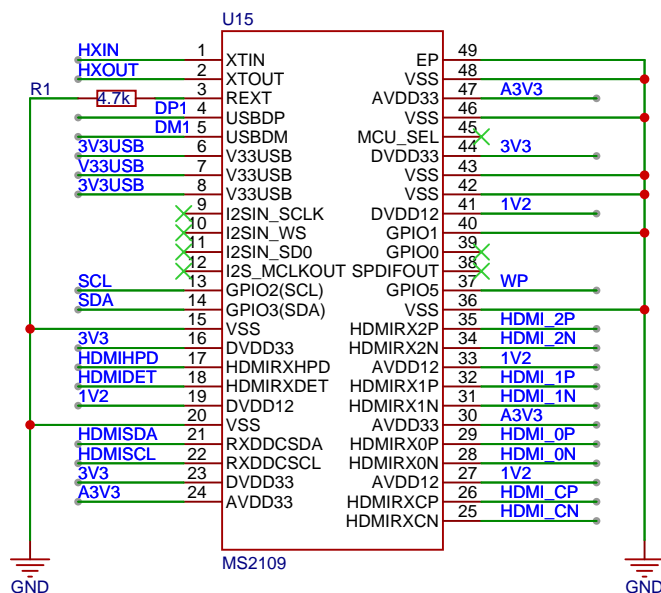 U15
HXIN 1 XTIN EP 49
HXOUT 2 XTOUT VSS 48
R1 4.7k 3 REXT AVDD33 47 A3V3
DP1 4 USBDP VSS 46
DM1 5 USBDM MCU_SEL 45
3V3USB 6 V33USB DVDD33 44 3V3
V33USB 7 V33USB VSS 43
3V3USB 8 V33USB VSS 42
9 I2SIN_SCLK DVDD12 41 1V2
10 I2SIN_WS GPIO1 40
11 I2SIN_SD0 GPIO0 39
12 I2S_MCLKOUT SPDIFOUT 38
SCL 13 GPIO2(SCL) GPIO5 37 WP
SDA 14 GPIO3(SDA) VSS 36
15 VSS HDMIRX2P 35 HDMI_2P
3V3 16 DVDD33 HDMIRX2N 34 HDMI_2N
HDMIHPD 17 HDMIRXHPD AVDD12 33 1V2
HDMIDET 18 HDMIRXDET HDMIRX1P 32 HDMI_1P
1V2 19 DVDD12 HDMIRX1N 31 HDMI_1N
20 VSS AVDD33 30 A3V3
HDMISDA 21 RXDDCSDA HDMIRX0P 29 HDMI_0P
HDMISCL 22 RXDDCSCL HDMIRX0N 28 HDMI_0N
3V3 23 DVDD33 AVDD12 27 1V2
A3V3 24 AVDD33 HDMIRXCP 26 HDMI_CP
HDMIRXCN 25 HDMI_CN
MS2109
GND GND